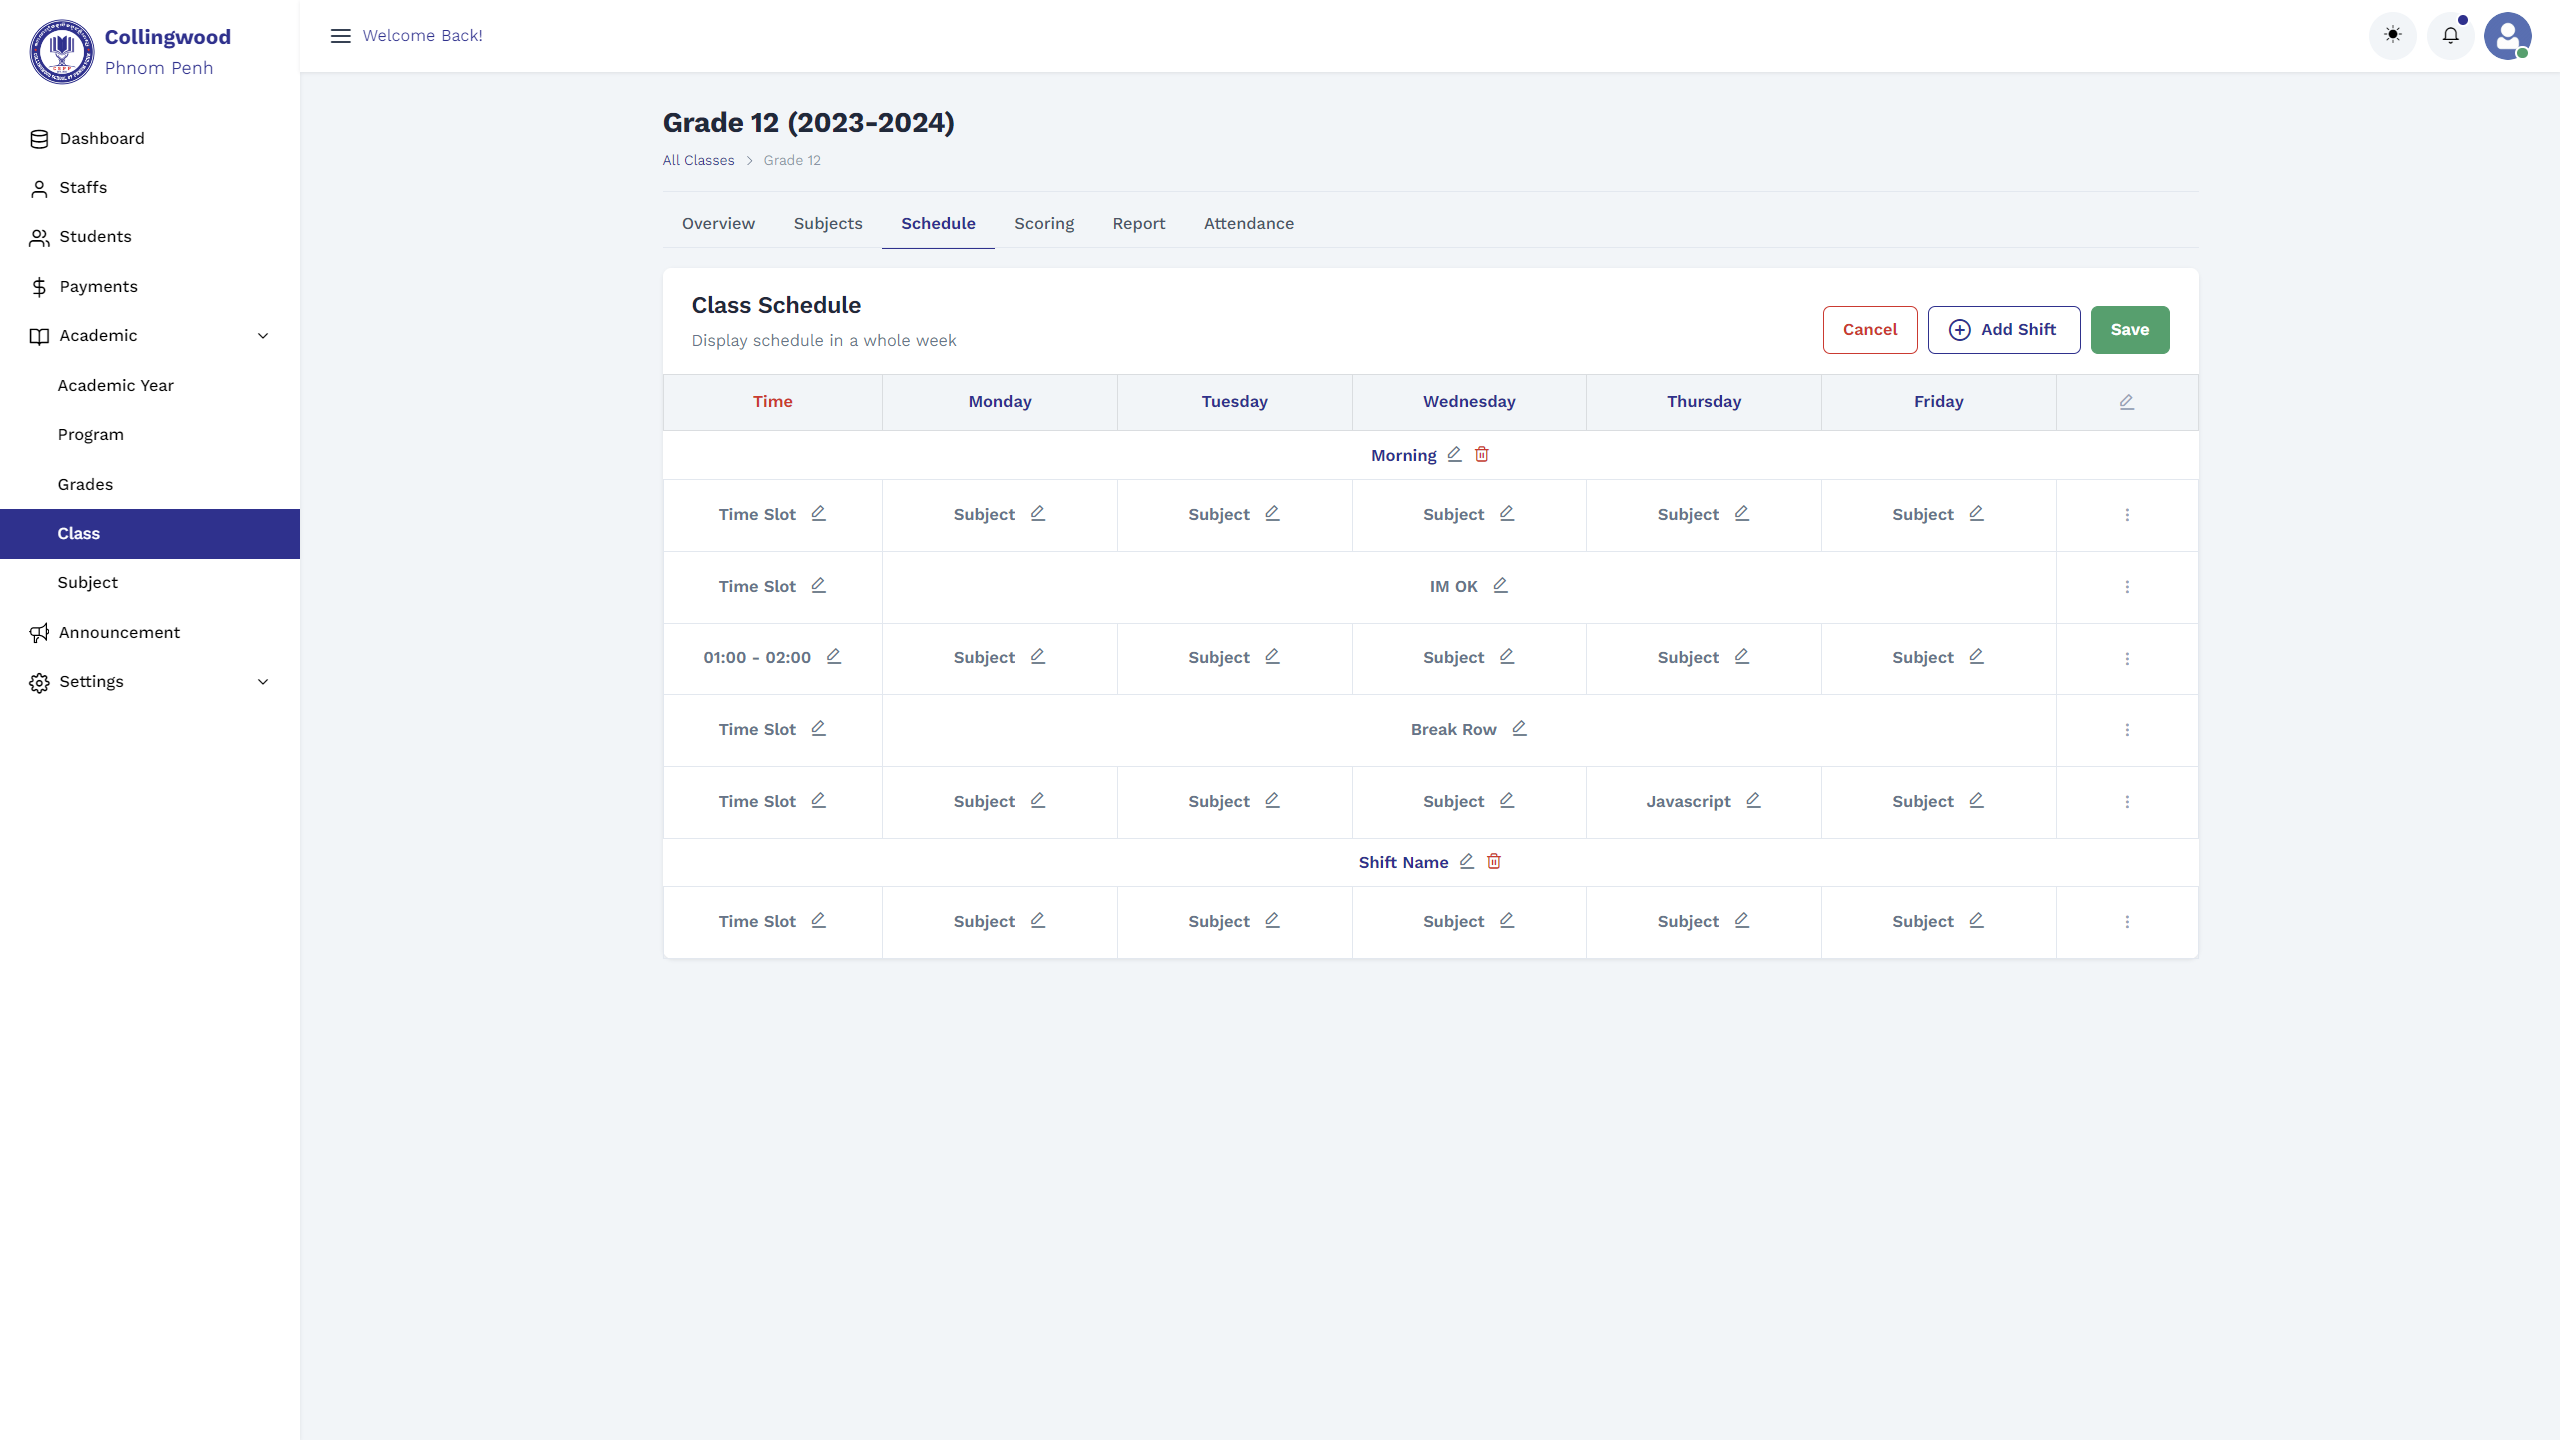 Collingwood
Phnom Penh
Welcome Back!
Dashboard
Staffs
Students
Payments
Academic
Academic Year
Program
Grades
Class
Subject
Announcement
Settings
Grade 12 (2023-2024)
All Classes > Grade 12
Overview Subjects Schedule Scoring Report Attendance
Class Schedule
Display schedule in a whole week
Cancel Add Shift Save
Time Monday Tuesday Wednesday Thursday Friday
Morning
Time Slot Subject Subject Subject Subject Subject
Time Slot IM OK
01:00 - 02:00 Subject Subject Subject Subject Subject
Time Slot Break Row
Time Slot Subject Subject Subject Javascript Subject
Shift Name
Time Slot Subject Subject Subject Subject Subject